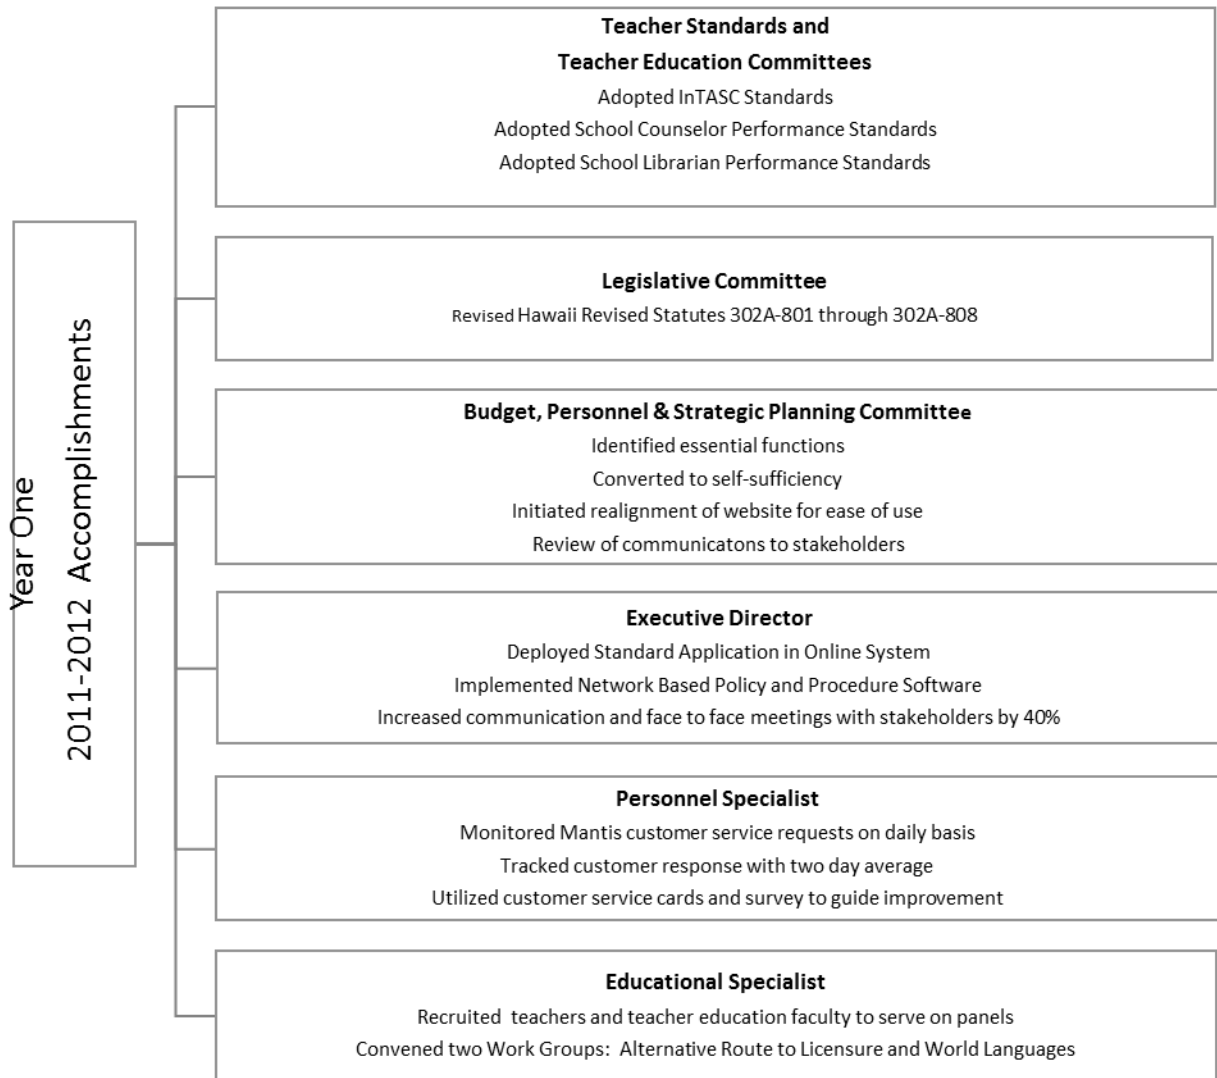 Year One
2011-2012 Accomplishments
Teacher Standards and
Teacher Education Committees
Adopted InTASC Standards
Adopted School Counselor Performance Standards
Adopted School Librarian Performance Standards
Legislative Committee
Revised Hawaii Revised Statutes 302A-801 through 302A-808
Budget, Personnel & Strategic Planning Committee
Identified essential functions
Converted to self-sufficiency
Initiated realignment of website for ease of use
Review of communicatons to stakeholders
Executive Director
Deployed Standard Application in Online System
Implemented Network Based Policy and Procedure Software
Increased communication and face to face meetings with stakeholders by 40%
Personnel Specialist
Monitored Mantis customer service requests on daily basis
Tracked customer response with two day average
Utilized customer service cards and survey to guide improvement
Educational Specialist
Recruited teachers and teacher education faculty to serve on panels
Convened two Work Groups: Alternative Route to Licensure and World Languages